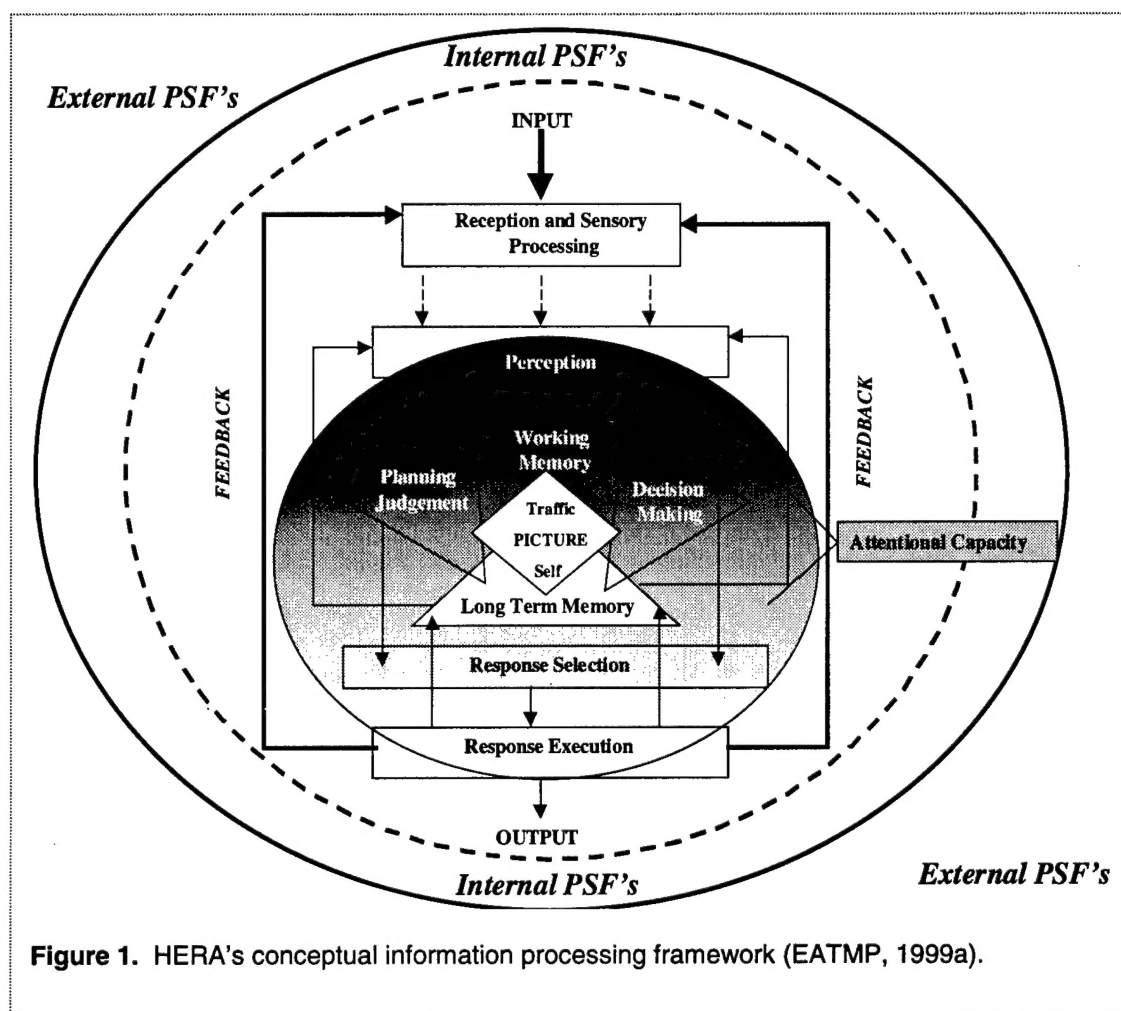 Internal PSF's
External PSF's
INPUT
Reception and Sensory
Processing
Perception
Working
Memory
Planning
Judgement
Decision
Making
FEEDBACK
FEEDBACK
Traffic
PICTURE
Self
Attentional Capacity
Long Term Memory
Response Selection
Response Execution
OUTPUT
Internal PSF's
External PSF's
Figure 1. HERA's conceptual information processing framework (EATMP, 1999a).